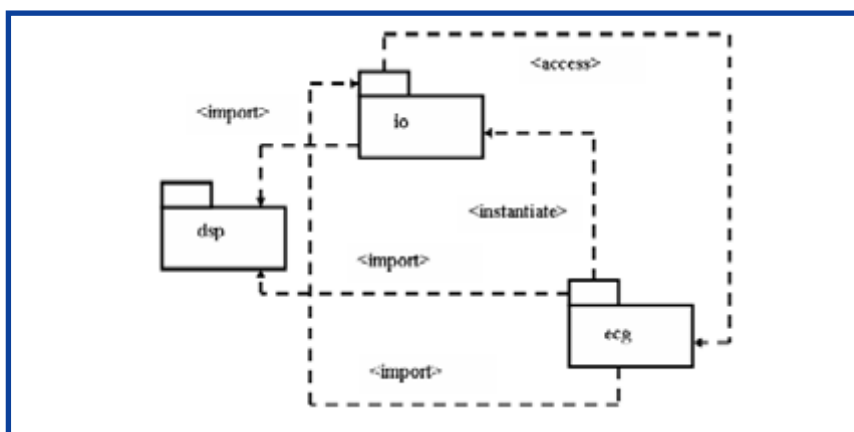 <access>
<import>
io
<instantiate>
dsp
<import>
ecg
<import>